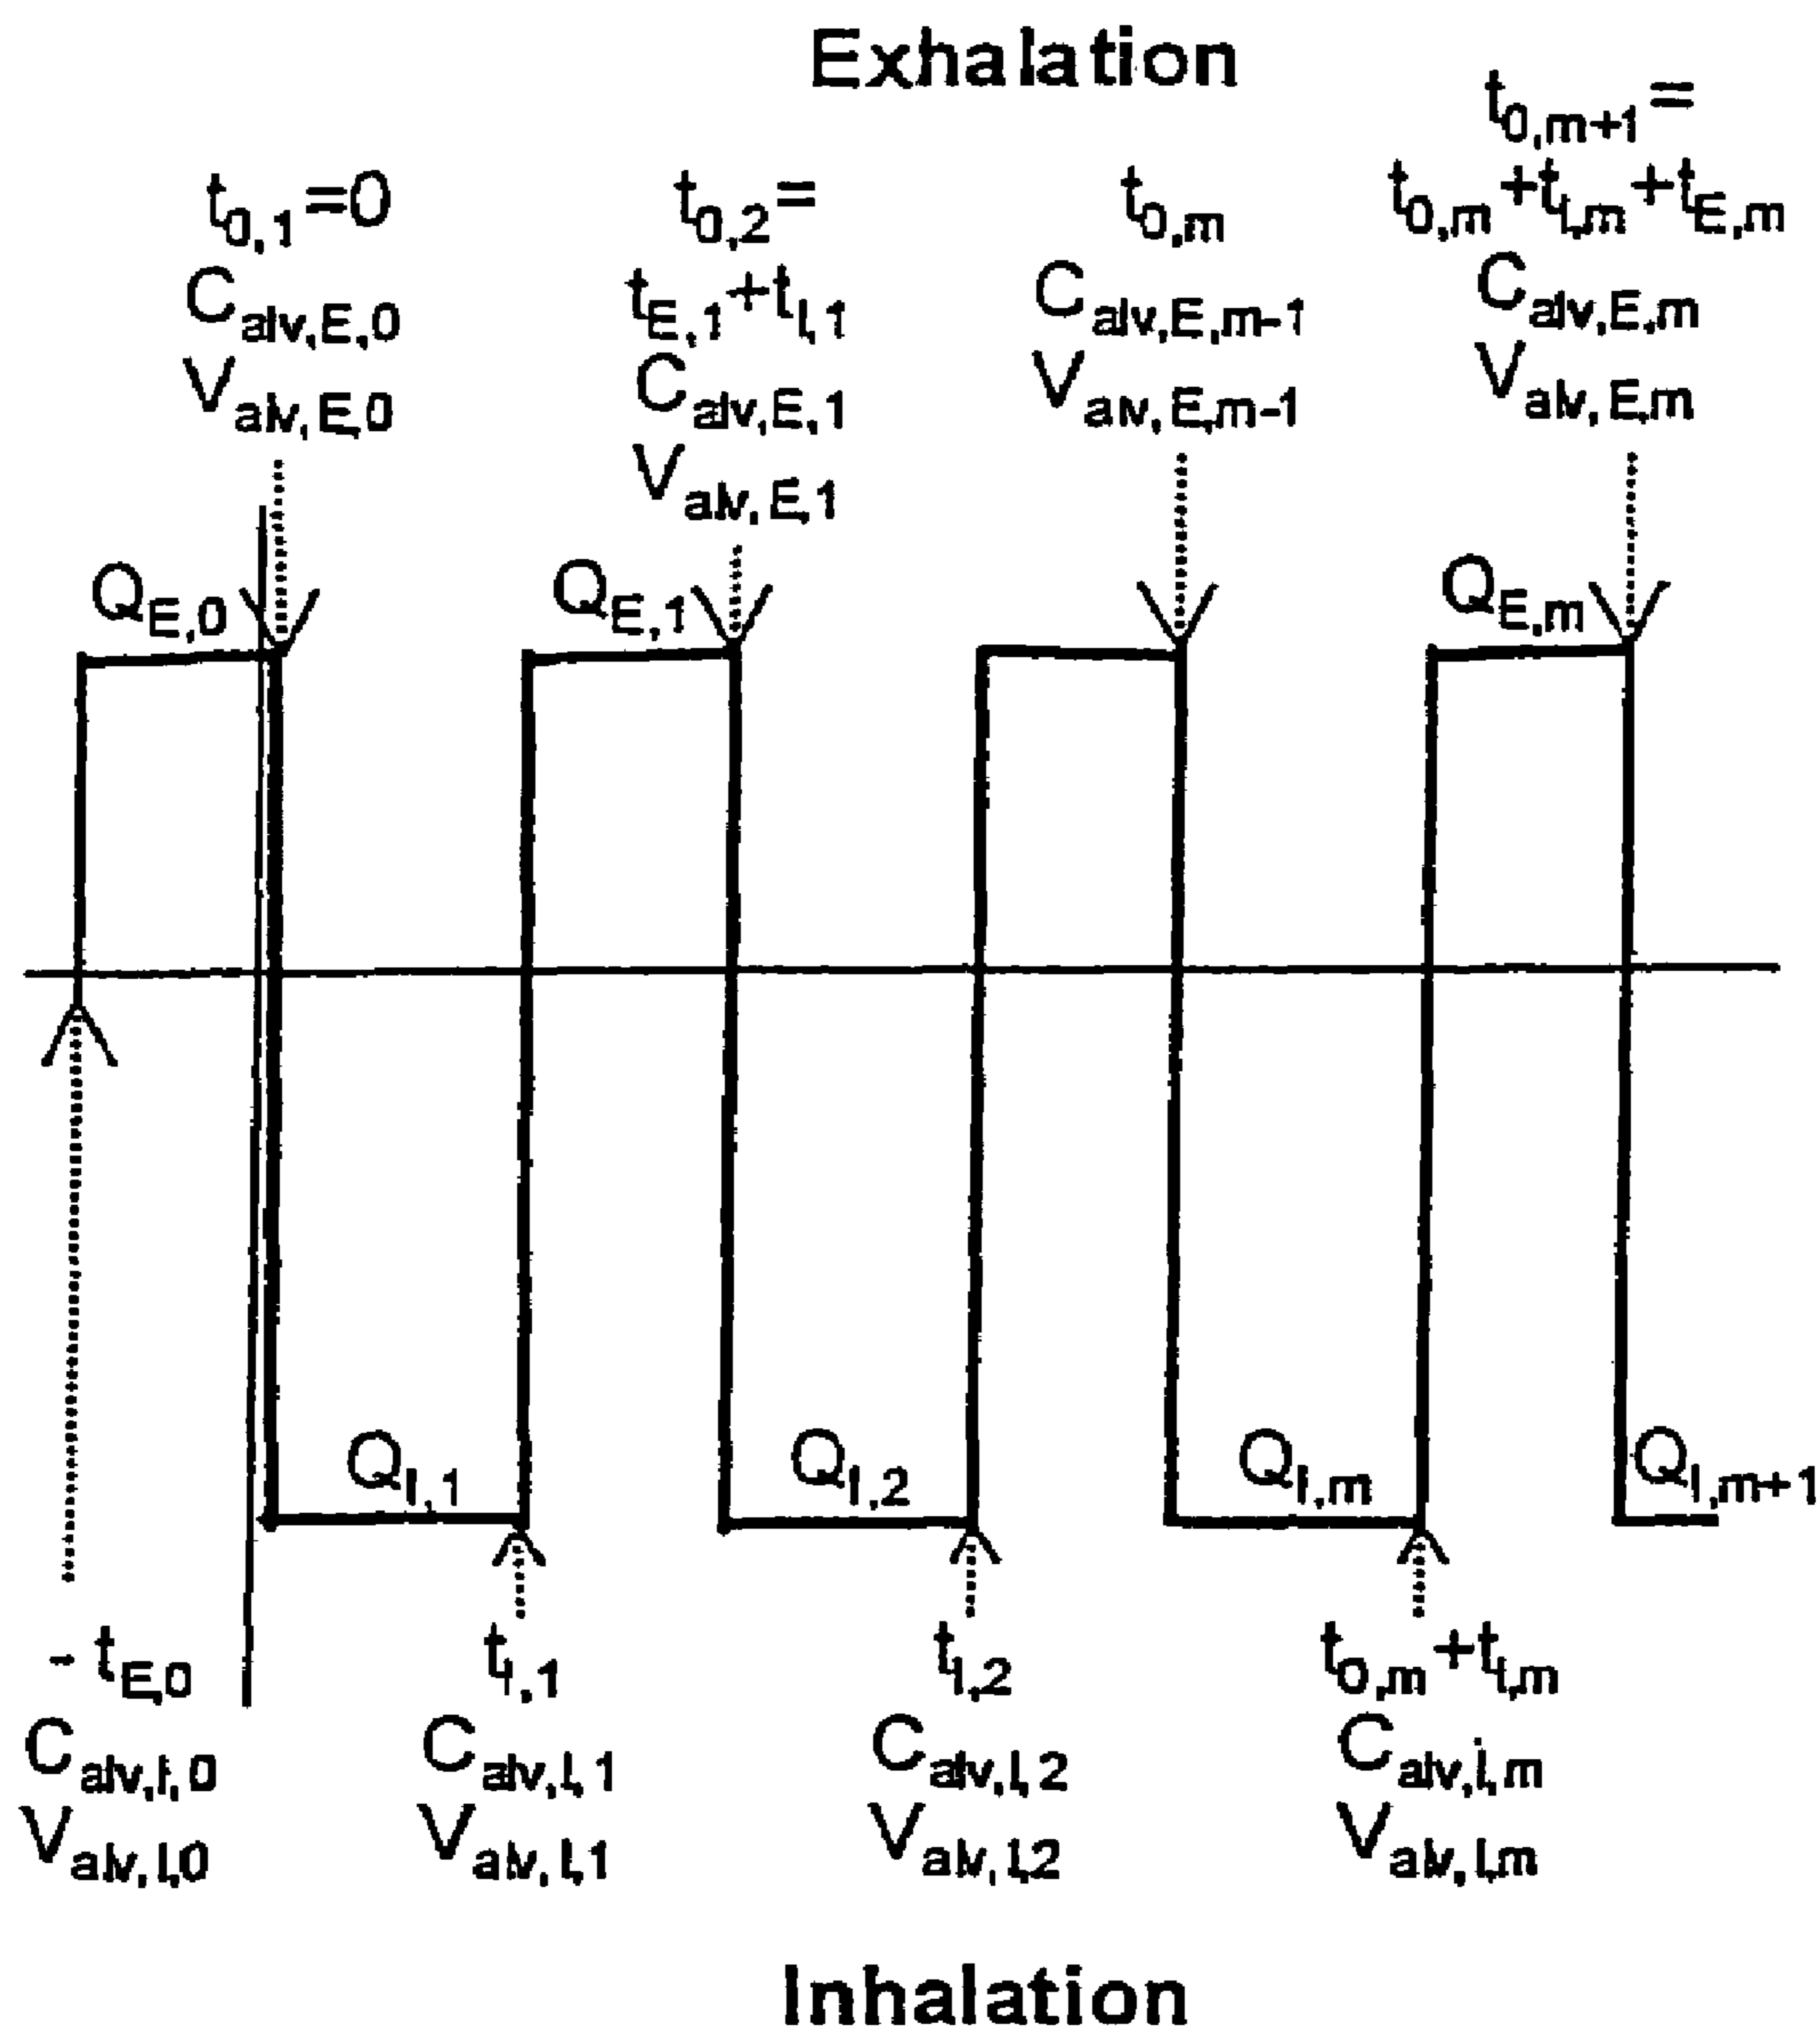 Exhalation
t0,1=0
Calv,E,0
Valv,E,0
t0,2=
tE,1+tI,1
Calv,E,1
Valv,E,1
t0,m
Calv,E,m-1
Valv,E,m-1
t0,m+1=
t0,m+tI,m+tE,m
Calv,E,m
Valv,E,m
QE,0
QE,1
QE,m
QI,1
QI,2
QI,m
QI,m+1
- tE,0
Calv,I,0
Valv,I,0
tI,1
Calv,I,1
Valv,I,1
tI,2
Calv,I,2
Valv,I,2
t0,m+tI,m
Calv,I,m
Valv,I,m
Inhalation